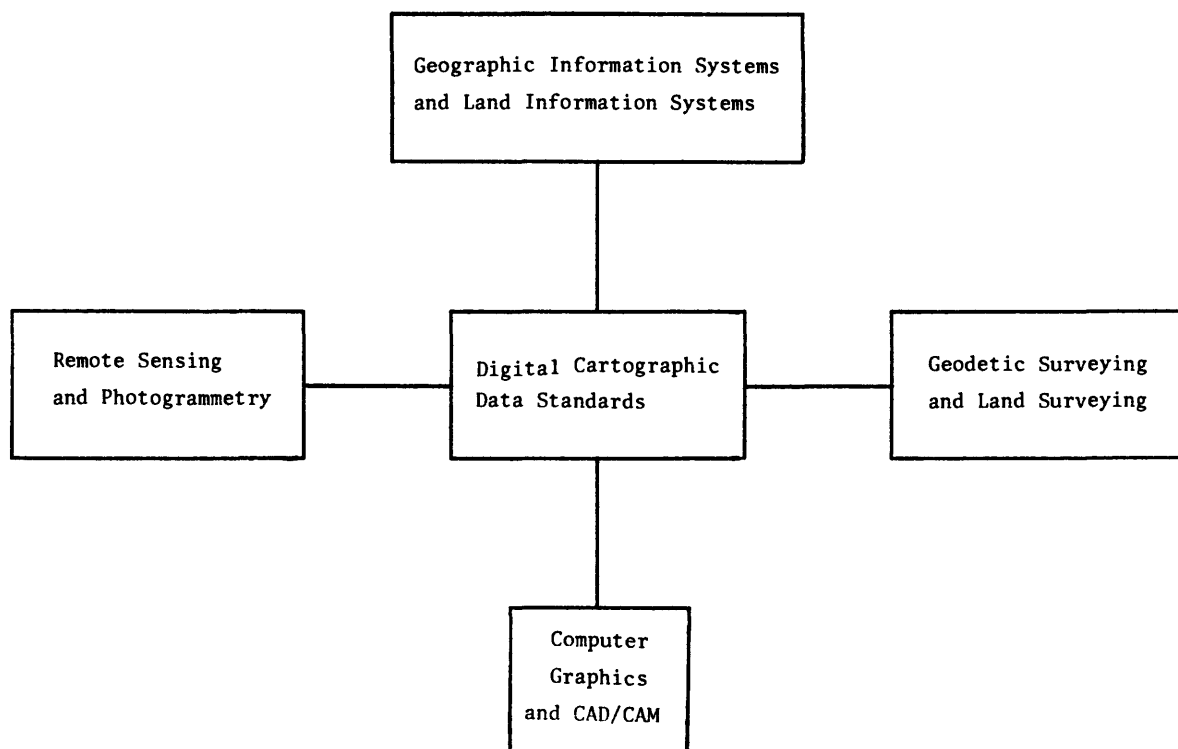 Geographic Information Systems
and Land Information Systems
Remote Sensing
and Photogrammetry
Digital Cartographic
Data Standards
Geodetic Surveying
and Land Surveying
Computer
Graphics
and CAD/CAM